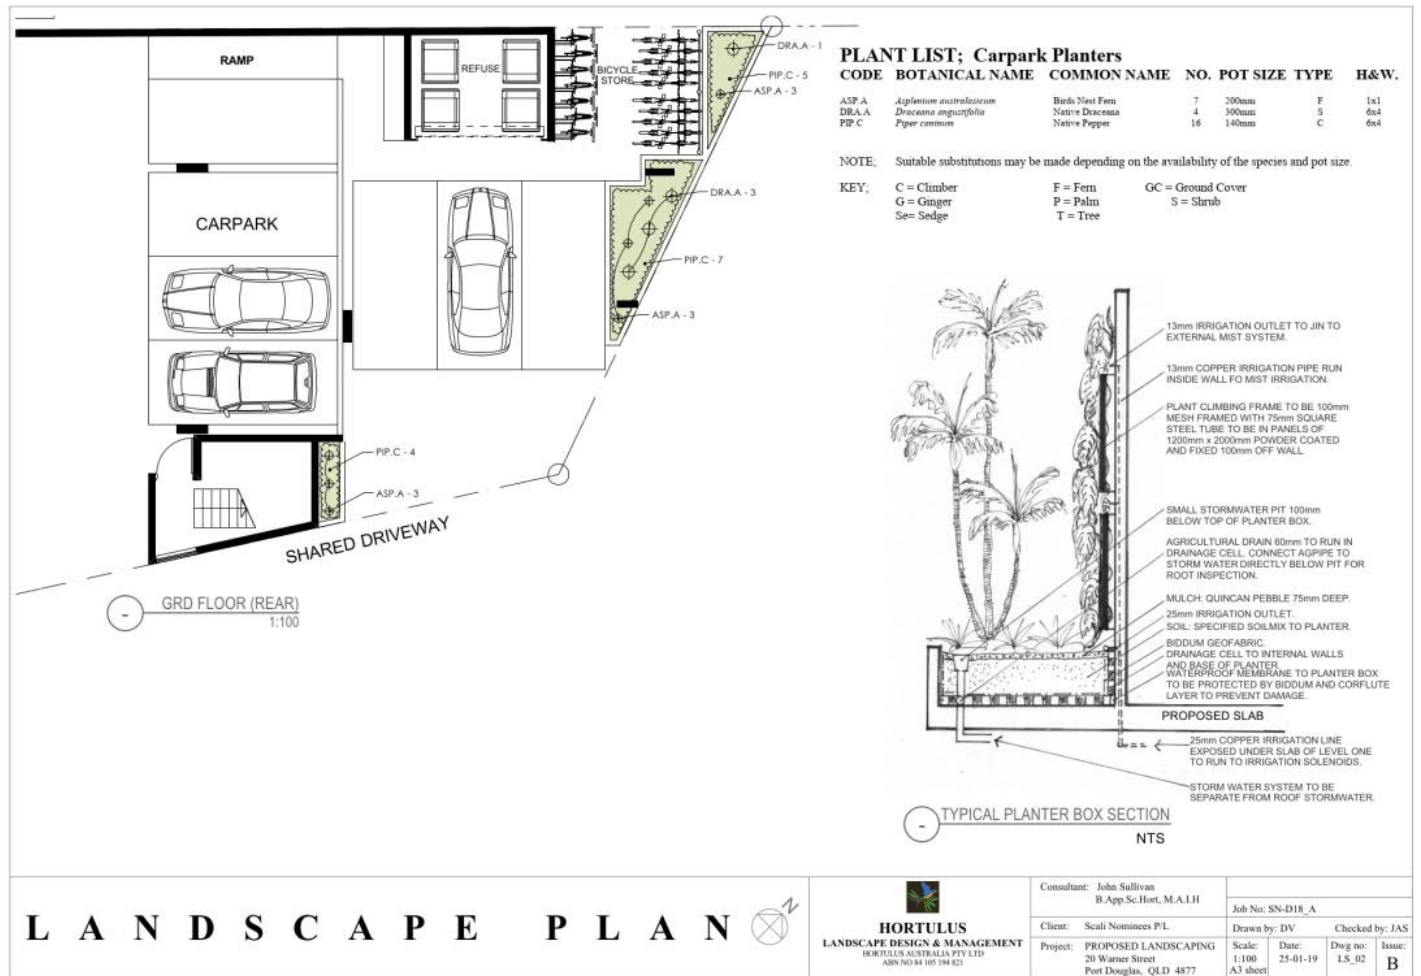 RAMP
REFUSE
BICYCLE
STORE
CARPARK
DRA.A - 1
PIP.C - 5
ASP.A - 3
DRA.A - 3
PIP.C - 7
ASP.A - 3
PIP.C - 4
ASP.A - 3
SHARED DRIVEWAY
-
GRD FLOOR (REAR)
1:100
PLANT LIST; Carpark Planters
CODE BOTANICAL NAME COMMON NAME NO. POT SIZE TYPE H&W.
ASP.A Asplenium australasicum Birds Nest Fern 7 200mm F 1x1
DRA.A Dracaena angustifolia Native Dracena 4 300mm S 6x4
PIP.C Piper caninum Native Pepper 16 140mm C 6x4
NOTE; Suitable substitutions may be made depending on the availability of the species and pot size.
KEY; C = Climber F = Fern GC = Ground Cover
G = Ginger P = Palm S = Shrub
Se= Sedge T = Tree
13mm IRRIGATION OUTLET TO JIN TO
EXTERNAL MIST SYSTEM.
13mm COPPER IRRIGATION PIPE RUN
INSIDE WALL FO MIST IRRIGATION.
PLANT CLIMBING FRAME TO BE 100mm
MESH FRAMED WITH 75mm SQUARE
STEEL TUBE TO BE IN PANELS OF
1200mm x 2000mm POWDER COATED
AND FIXED 100mm OFF WALL.
SMALL STORMWATER PIT 100mm
BELOW TOP OF PLANTER BOX.
AGRICULTURAL DRAIN 60mm TO RUN IN
DRAINAGE CELL. CONNECT AGPIPE TO
STORM WATER DIRECTLY BELOW PIT FOR
ROOT INSPECTION.
MULCH: QUINCAN PEBBLE 75mm DEEP.
25mm IRRIGATION OUTLET.
SOIL: SPECIFIED SOILMIX TO PLANTER.
BIDDUM GEOFABRIC.
DRAINAGE CELL TO INTERNAL WALLS
AND BASE OF PLANTER.
WATERPROOF MEMBRANE TO PLANTER BOX
TO BE PROTECTED BY BIDDUM AND CORFLUTE
LAYER TO PREVENT DAMAGE.
PROPOSED SLAB
25mm COPPER IRRIGATION LINE
EXPOSED UNDER SLAB OF LEVEL ONE
TO RUN TO IRRIGATION SOLENOIDS.
STORM WATER SYSTEM TO BE
SEPARATE FROM ROOF STORMWATER.
-
TYPICAL PLANTER BOX SECTION
NTS
LANDSCAPE PLAN
N
HORTULUS
LANDSCAPE DESIGN & MANAGEMENT
HORTULUS AUSTRALIA PTY LTD
ABN NO 84 105 194 821
Consultant: John Sullivan
B.App.Sc.Hort, M.A.I.H
Client: Scali Nominees P/L
Project: PROPOSED LANDSCAPING
20 Warner Street
Port Douglas, QLD 4877
Job No: SN-D18_A
Drawn by: DV Checked by: JAS
Scale: Date: Dwg no: Issue:
1:100 25-01-19 LS_02 B
A3 sheet